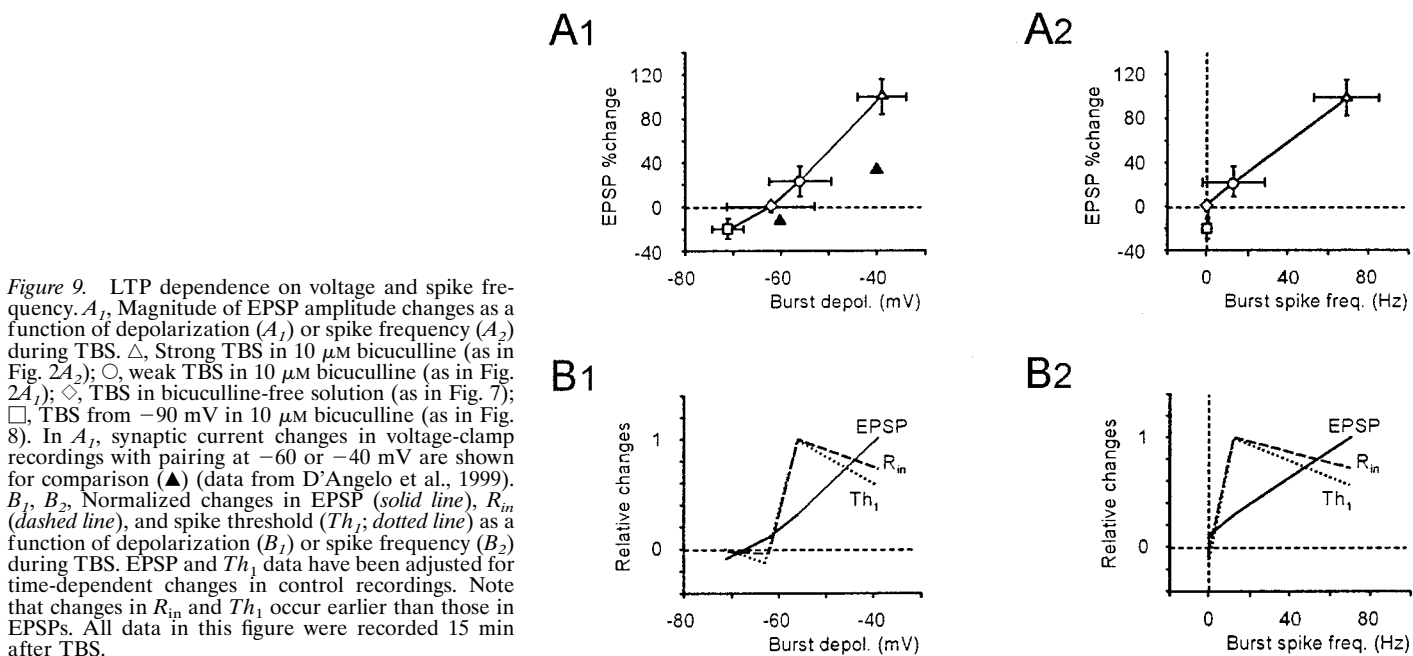 A1
A2
EPSP %change
120
80
40
0
-40
-80
-60
-40
Burst depol. (mV)
EPSP %change
120
80
40
0
-40
0
40
80
Burst spike freq. (Hz)
Figure 9. LTP dependence on voltage and spike fre-
quency. A1, Magnitude of EPSP amplitude changes as a
function of depolarization (A1) or spike frequency (A2)
during TBS. △, Strong TBS in 10 μM bicuculline (as in
Fig. 2A2); ○, weak TBS in 10 μM bicuculline (as in Fig.
2A1); ◇, TBS in bicuculline-free solution (as in Fig. 7);
□, TBS from −90 mV in 10 μM bicuculline (as in Fig.
8). In A1, synaptic current changes in voltage-clamp
recordings with pairing at −60 or −40 mV are shown
for comparison (▲) (data from D'Angelo et al., 1999).
B1, B2, Normalized changes in EPSP (solid line), Rin
(dashed line), and spike threshold (Th1; dotted line) as a
function of depolarization (B1) or spike frequency (B2)
during TBS. EPSP and Th1 data have been adjusted for
time-dependent changes in control recordings. Note
that changes in Rin and Th1 occur earlier than those in
EPSPs. All data in this figure were recorded 15 min
after TBS.
B1
B2
Relative changes
1
0
EPSP
Rin
Th1
-80
-60
-40
Burst depol. (mV)
Relative changes
1
0
EPSP
Rin
Th1
0
40
80
Burst spike freq. (Hz)